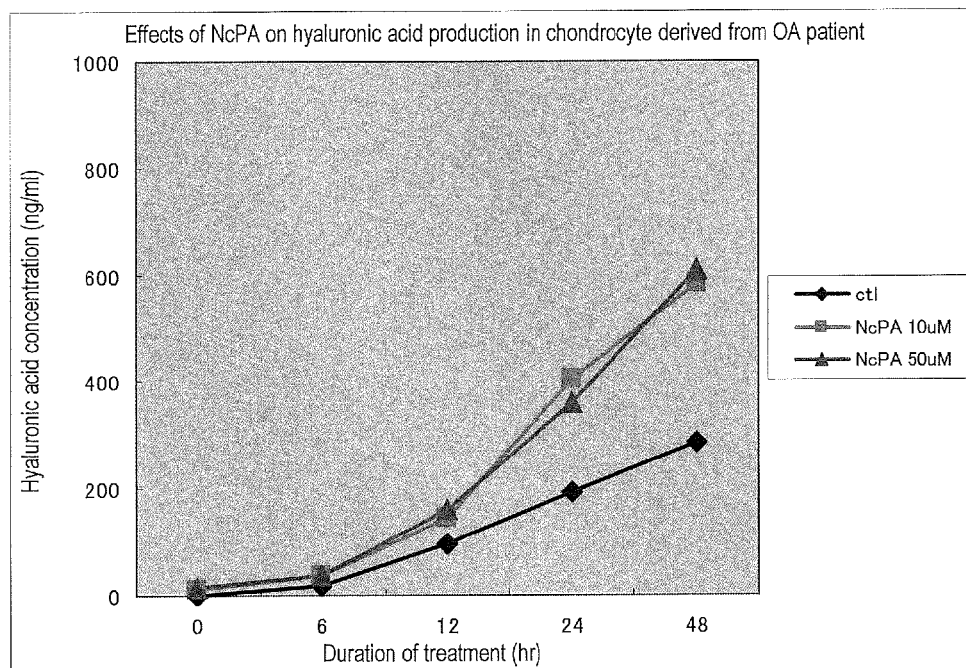 Effects of NcPA on hyaluronic acid production in chondrocyte derived from OA patient
1000
800
600
400
200
0
Hyaluronic acid concentration (ng/ml)
0 6 12 24 48
Duration of treatment (hr)
ctl
NcPA 10uM
NcPA 50uM